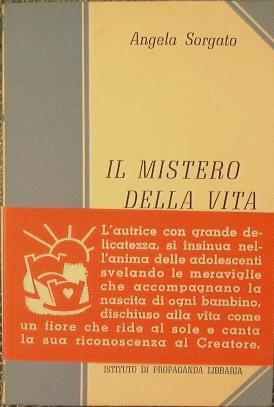 Angela Sorgato
IL MISTERO
DELLA VITA
L'autrice con grande de-
licatezza, si insinua nel-
l'anima delle adolescenti
svelando le meraviglie
che accompagnano la
nascita di ogni bambino,
dischiuso alla vita come
un fiore che ride al sole e canta
la sua riconoscenza al Creatore.
ISTITUTO DI PROPAGANDA LIBRARIA